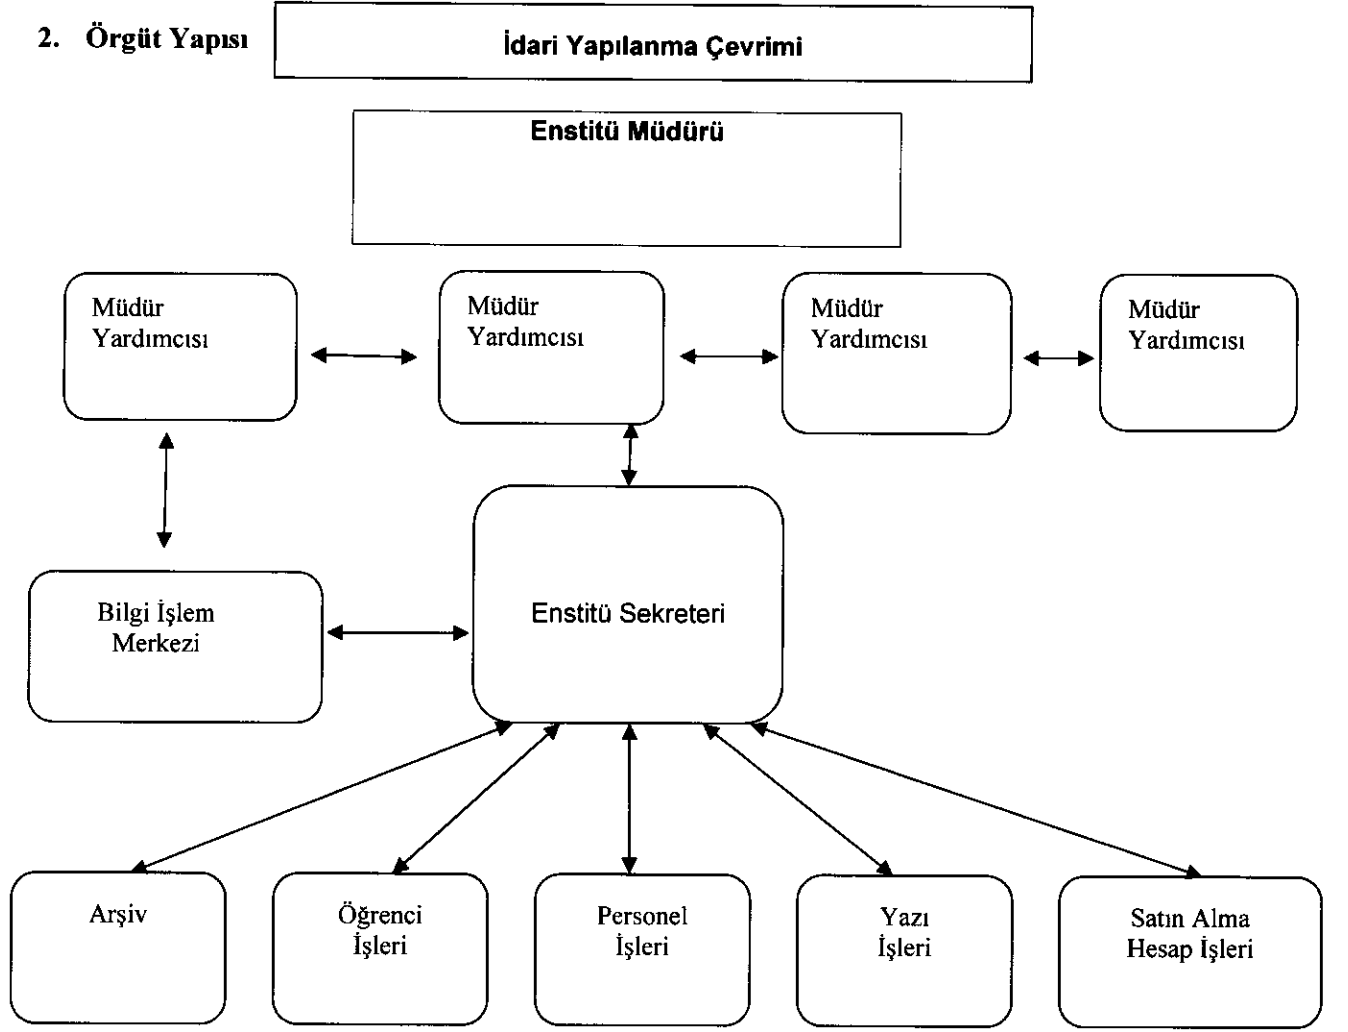 2. Örgüt Yapısı
İdari Yapılanma Çevrimi
Enstitü Müdürü
Müdür
Yardımcısı
Müdür
Yardımcısı
Müdür
Yardımcısı
Müdür
Yardımcısı
Bilgi İşlem
Merkezi
Enstitü Sekreteri
Arşiv
Öğrenci
İşleri
Personel
İşleri
Yazı
İşleri
Satın Alma
Hesap İşleri